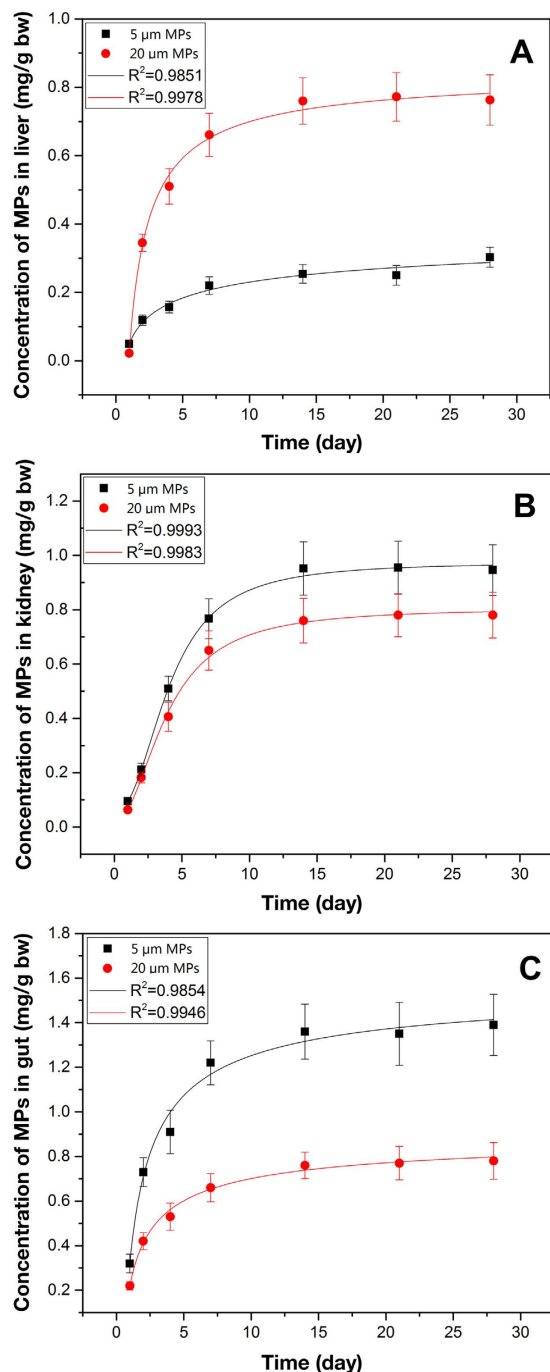 A
5 μm MPs
20 μm MPs
R²=0.9851
R²=0.9978
Concentration of MPs in liver (mg/g bw)
1.0
0.8
0.6
0.4
0.2
0.0
0 5 10 15 20 25 30
Time (day)
B
5 μm MPs
20 μm MPs
R²=0.9993
R²=0.9983
Concentration of MPs in kidney (mg/g bw)
1.2
1.0
0.8
0.6
0.4
0.2
0.0
0 5 10 15 20 25 30
Time (day)
C
5 μm MPs
20 μm MPs
R²=0.9854
R²=0.9946
Concentration of MPs in gut (mg/g bw)
1.8
1.6
1.4
1.2
1.0
0.8
0.6
0.4
0.2
0 5 10 15 20 25 30
Time (day)